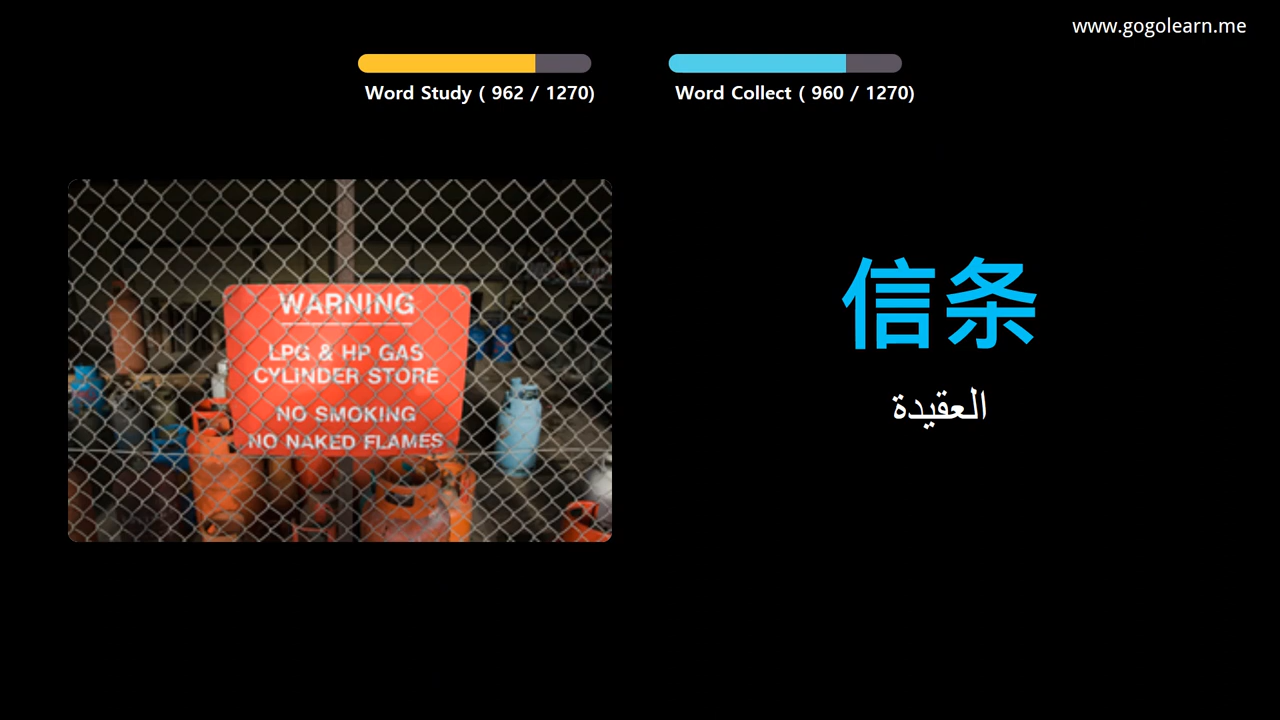 www.gogolearn.me
Word Study ( 962 / 1270)
Word Collect ( 960 / 1270)
WARNING
LPG & HP GAS
CYLINDER STORE
NO SMOKING
NO NAKED FLAMES
信条
العقيدة